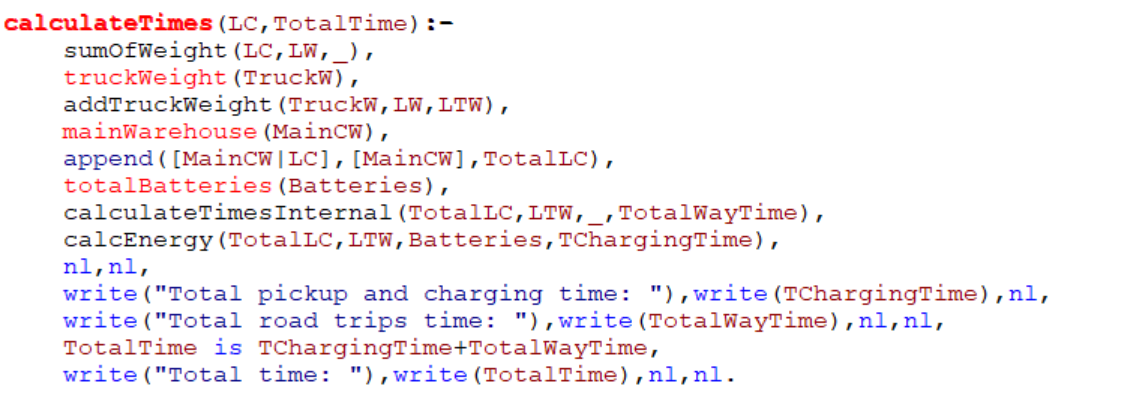 calculateTimes(LC,TotalTime):-
sumOfWeight(LC,LW,_),
truckWeight(TruckW),
addTruckWeight(TruckW,LW,LTW),
mainWarehouse(MainCW),
append([MainCW|LC],[MainCW],TotalLC),
totalBatteries(Batteries),
calculateTimesInternal(TotalLC,LTW,_,TotalWayTime),
calcEnergy(TotalLC,LTW,Batteries,TChargingTime),
nl,nl,
write("Total pickup and charging time: "),write(TChargingTime),nl,
write("Total road trips time: "),write(TotalWayTime),nl,nl,
TotalTime is TChargingTime+TotalWayTime,
write("Total time: "),write(TotalTime),nl,nl.